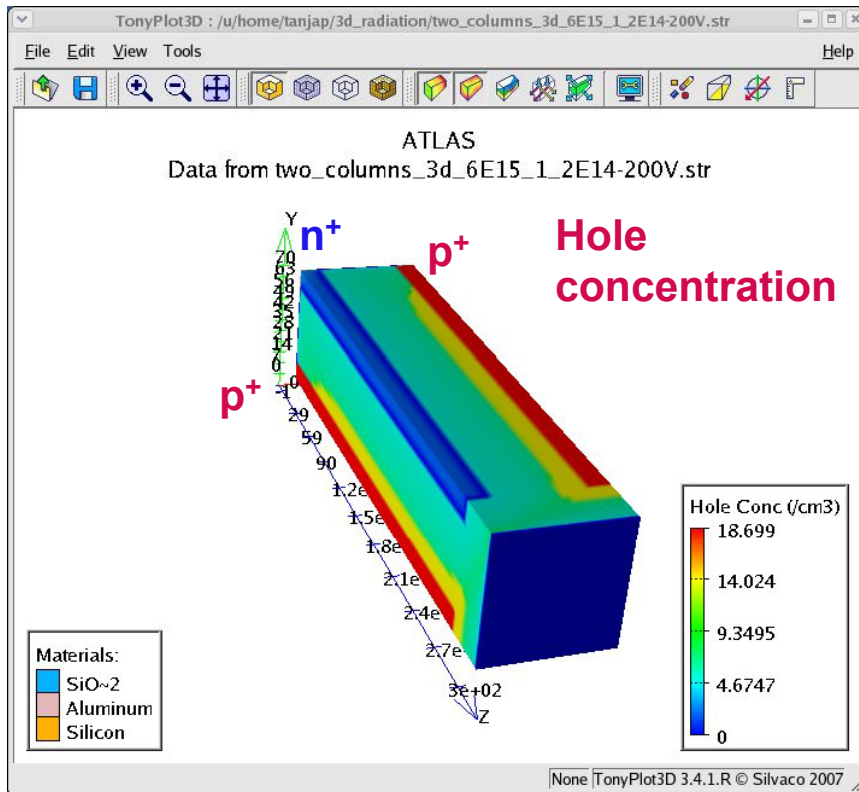 TonyPlot3D : /u/home/tanjap/3d_radiation/two_columns_3d_6E15_1_2E14-200V.str
File Edit View Tools Help
ATLAS
Data from two_columns_3d_6E15_1_2E14-200V.str
Y
n+
p+
Hole
concentration
70
63
56
49
42
35
28
21
14
7
0
0
-1
p+
29
59
90
1.2e
1.5e
1.8e
2.1e
2.4e
2.7e
3e+02
Z
Hole Conc (/cm3)
18.699
14.024
9.3495
4.6747
0
Materials:
SiO~2
Aluminum
Silicon
None TonyPlot3D 3.4.1.R © Silvaco 2007